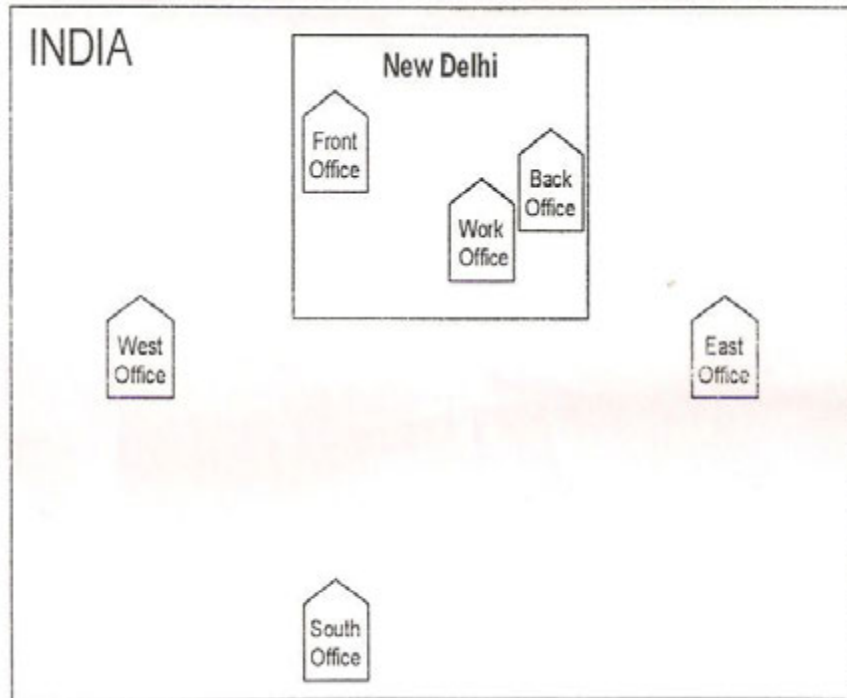 INDIA
New Delhi
Front
Office
Back
Office
Work
Office
West
Office
East
Office
South
Office